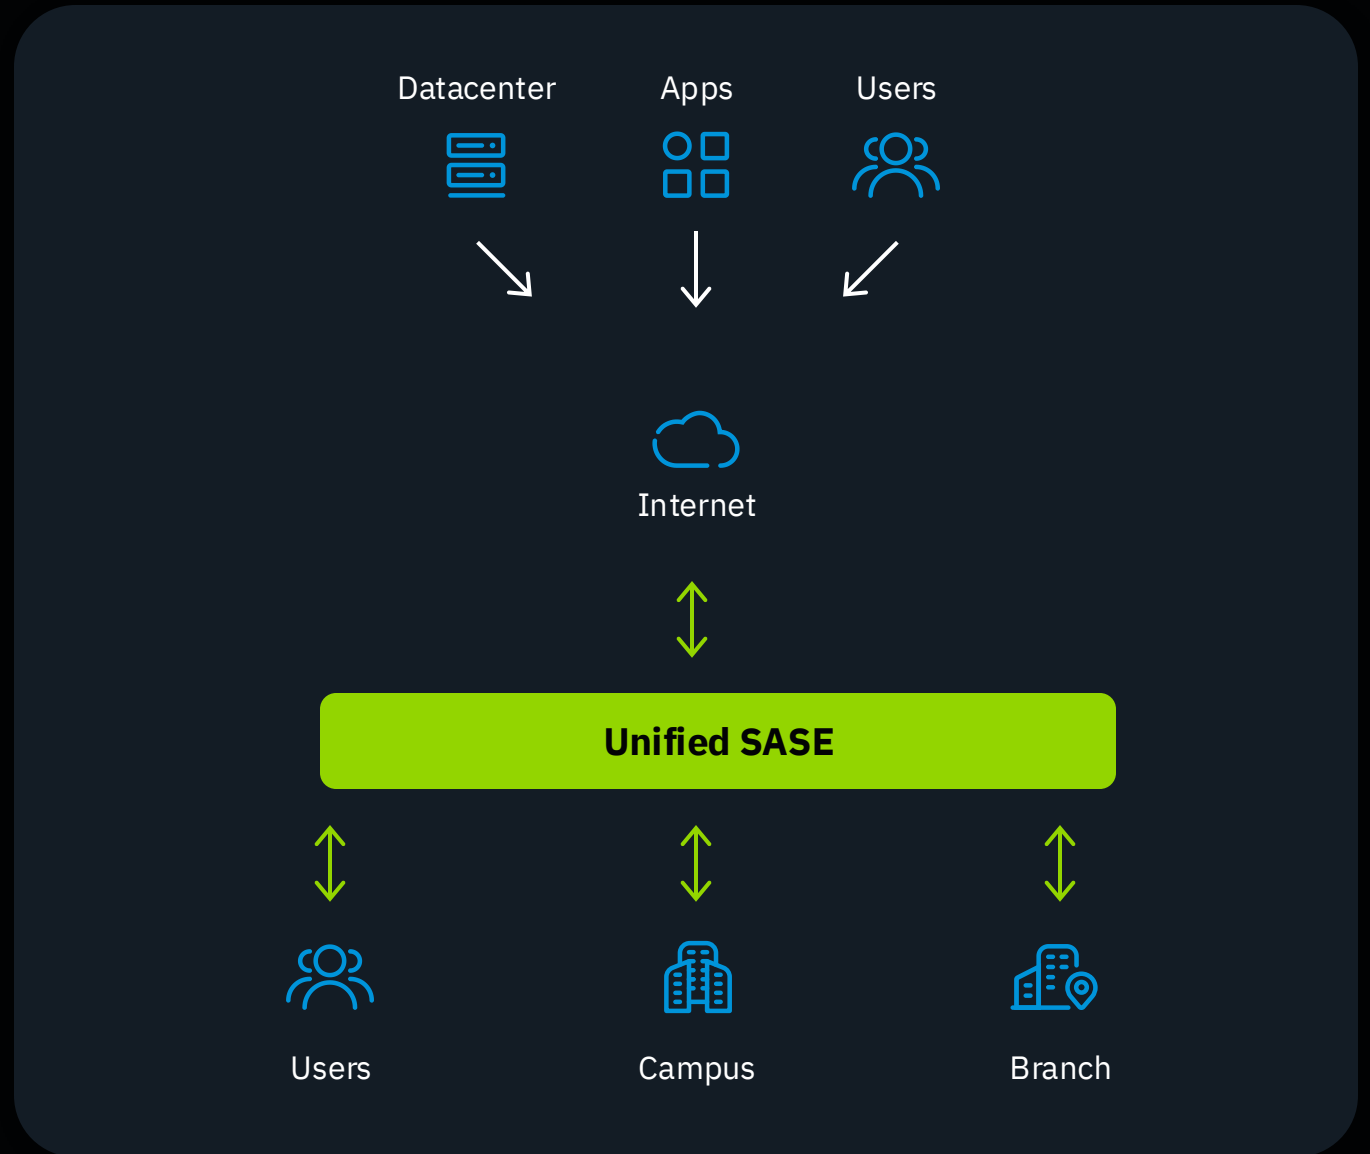 Datacenter
Apps
Users
Internet
Unified SASE
Users
Campus
Branch